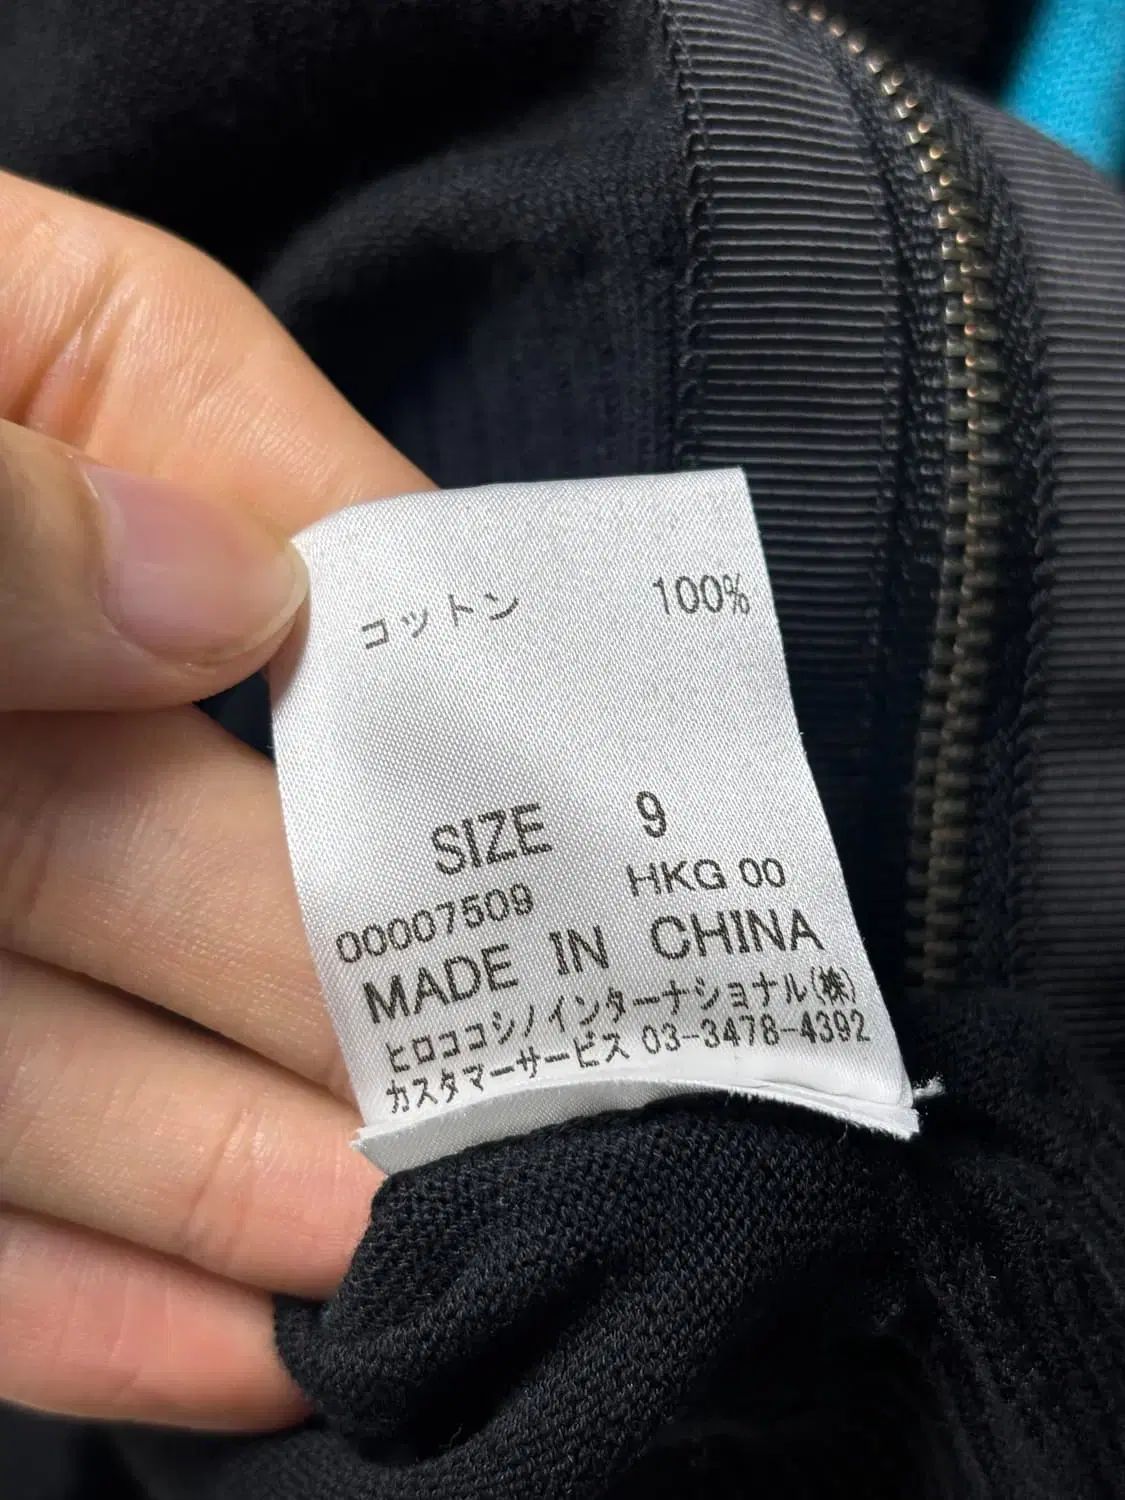 コットン 100%
SIZE 9
00007509 HKG 00
MADE IN CHINA
ヒロココシノインターナショナル(株)
カスタマーサービス 03-3478-4392